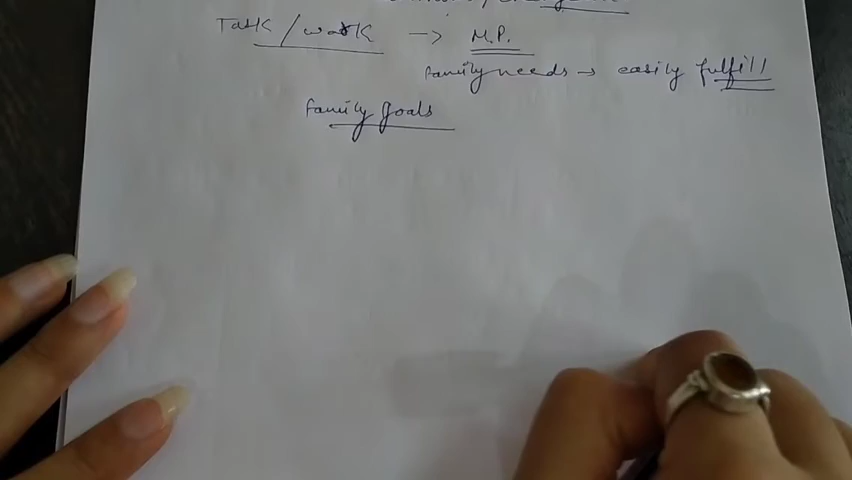 Task / work → M.P.
family needs → easily fulfill
family goals